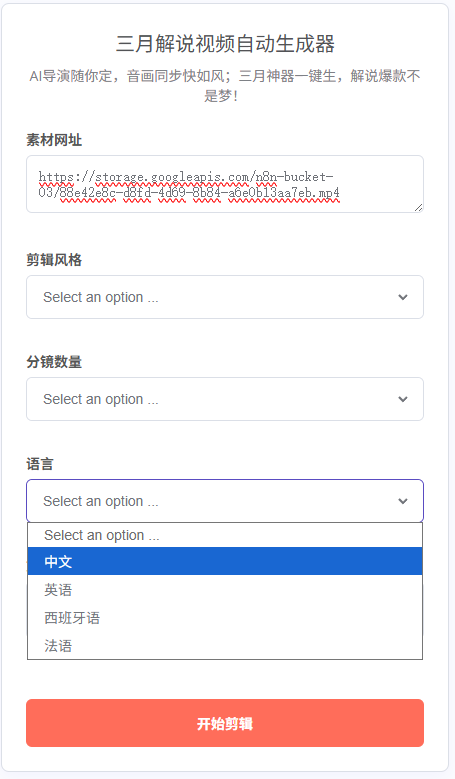 三月解说视频自动生成器
AI导演随你定，音画同步快如风；三月神器一键生，解说爆款不
是梦！
素材网址
https://storage.googleapis.com/n8n-bucket-
03/88e42e8c-d8fd-4d69-8b84-a6e0b13aa7eb.mp4
剪辑风格
Select an option ...
分镜数量
Select an option ...
语言
Select an option ...
Select an option ...
中文
英语
西班牙语
法语
开始剪辑